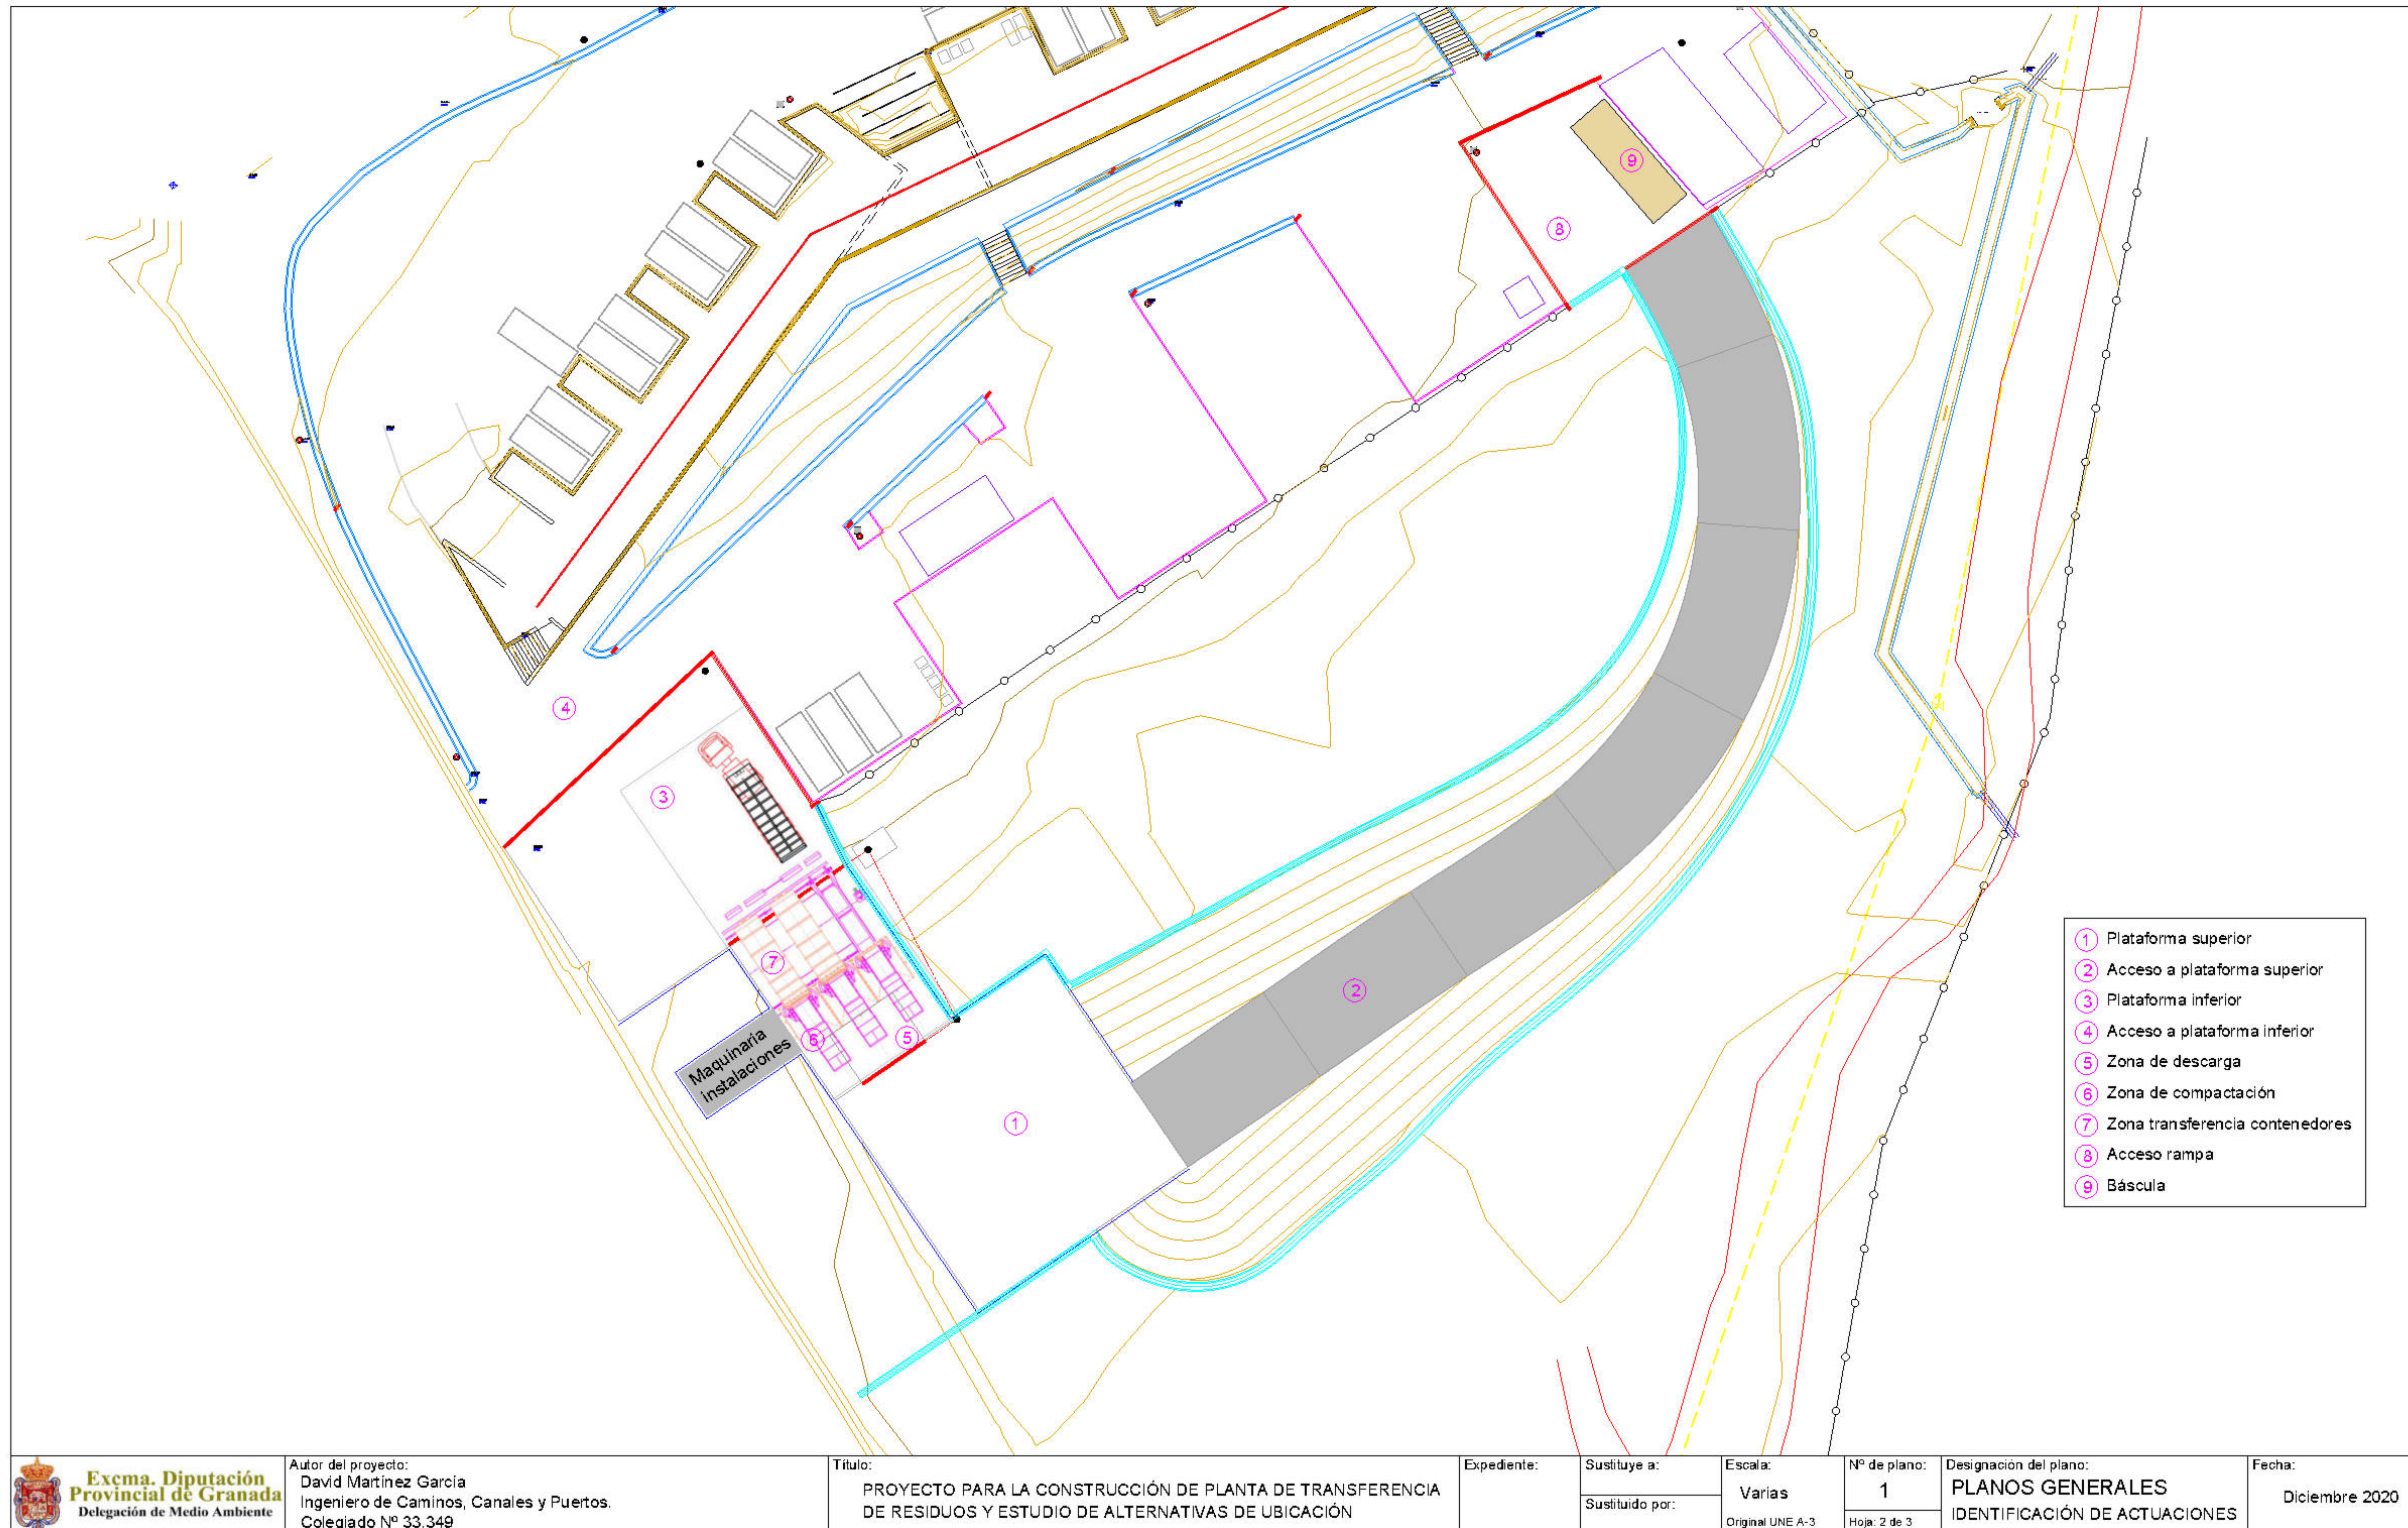 9
8
4
3
7
Maquinaria
instalaciones
6
5
2
1
1 Plataforma superior
2 Acceso a plataforma superior
3 Plataforma inferior
4 Acceso a plataforma inferior
5 Zona de descarga
6 Zona de compactación
7 Zona transferencia contenedores
8 Acceso rampa
9 Báscula
Excma. Diputación
Provincial de Granada
Delegación de Medio Ambiente
Autor del proyecto:
David Martínez García
Ingeniero de Caminos, Canales y Puertos.
Colegiado Nº 33.349
Título:
PROYECTO PARA LA CONSTRUCCIÓN DE PLANTA DE TRANSFERENCIA
DE RESIDUOS Y ESTUDIO DE ALTERNATIVAS DE UBICACIÓN
Expediente:
Sustituye a:
Sustituido por:
Escala:
Varias
Original UNE A-3
Nº de plano:
1
Hoja: 2 de 3
Designación del plano:
PLANOS GENERALES
IDENTIFICACIÓN DE ACTUACIONES
Fecha:
Diciembre 2020